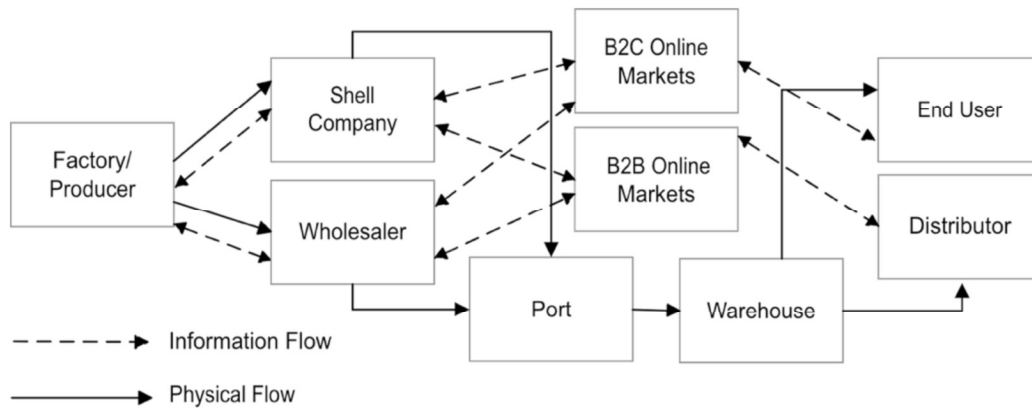 B2C Online
Markets
Shell
Company
End User
Factory/
Producer
B2B Online
Markets
Wholesaler
Distributor
Port
Warehouse
Information Flow
Physical Flow